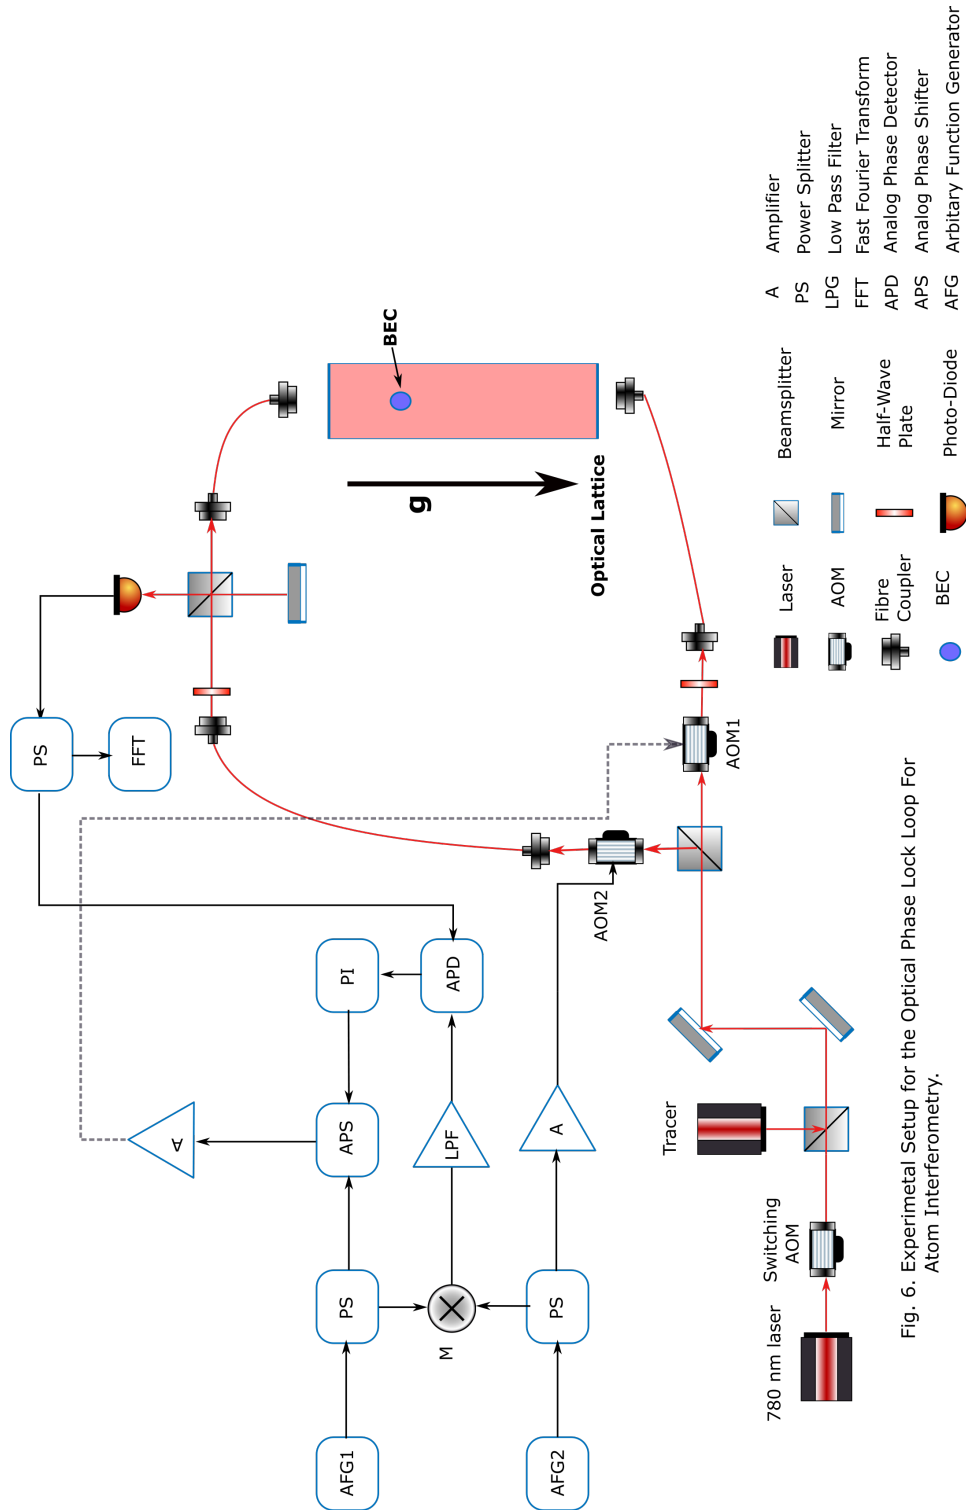 PS
FFT
A
AFG1
PS
APS
PI
M
LPF
APD
AFG2
PS
A
AOM2
AOM1
BEC
g
Optical Lattice
Tracer
780 nm laser
Switching
AOM
Laser
AOM
Fibre
Coupler
BEC
Beamsplitter
Mirror
Half-Wave
Plate
Photo-Diode
A Amplifier
PS Power Splitter
LPG Low Pass Filter
FFT Fast Fourier Transform
APD Analog Phase Detector
APS Analog Phase Shifter
AFG Arbitary Function Generator
Fig. 6. Experimetal Setup for the Optical Phase Lock Loop For
Atom Interferometry.